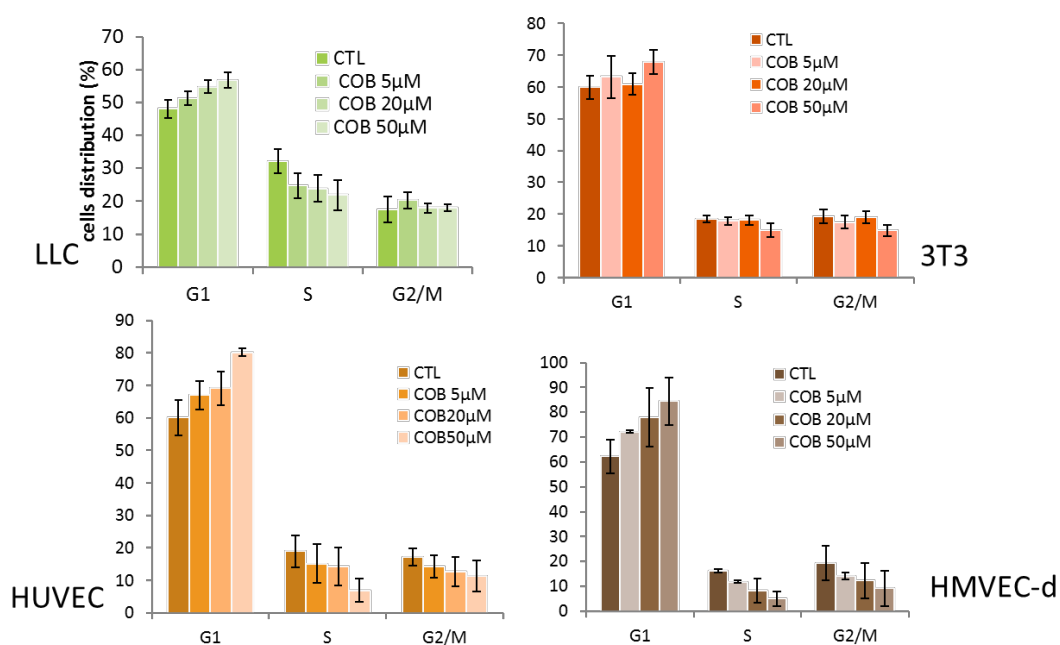 cells distribution (%)
70
60
50
40
30
20
10
0
CTL
COB 5µM
COB 20µM
COB 50µM
G1 S G2/M
LLC
80
70
60
50
40
30
20
10
0
CTL
COB 5µM
COB 20µM
COB 50µM
G1 S G2/M
3T3
90
80
70
60
50
40
30
20
10
0
CTL
COB 5µM
COB20µM
COB50µM
G1 S G2/M
HUVEC
100
90
80
70
60
50
40
30
20
10
0
CTL
COB 5µM
COB 20µM
COB 50µM
G1 S G2/M
HMVEC-d